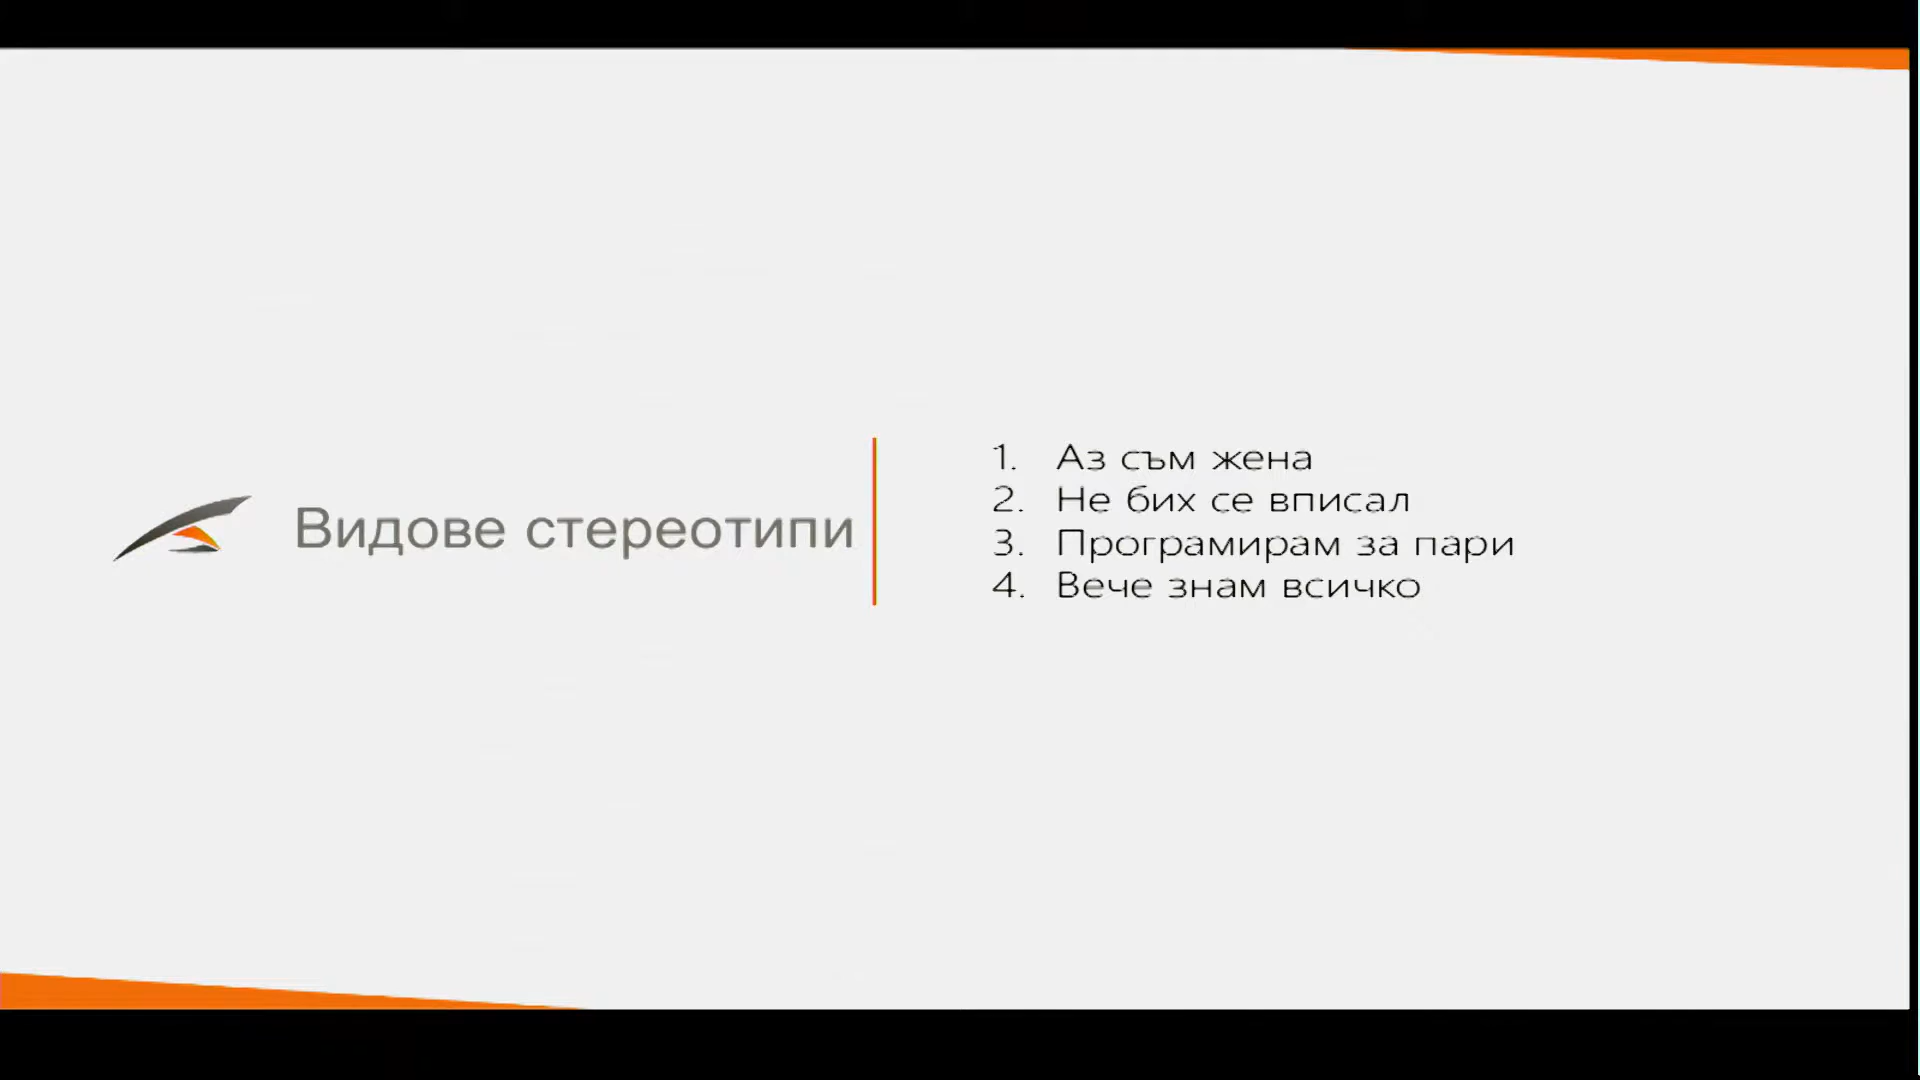 Видове стереотипи
1. Аз съм жена
2. Не бих се вписал
3. Програмирам за пари
4. Вече знам всичко